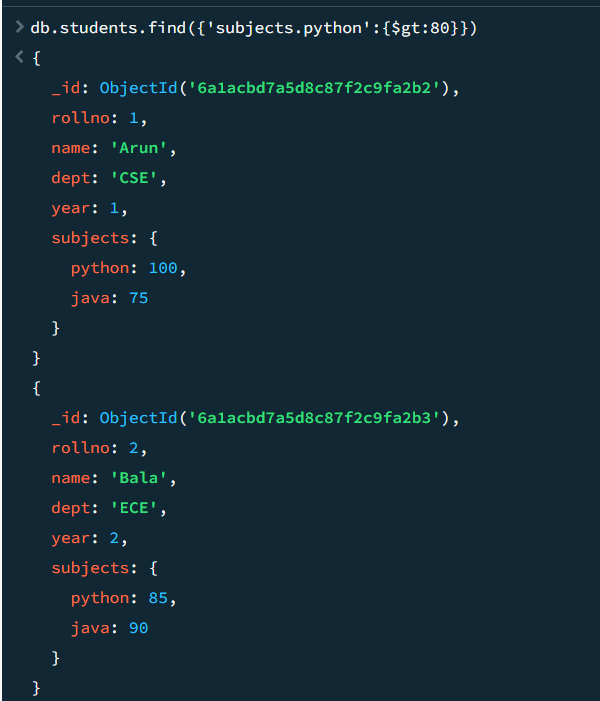 db.students.find({'subjects.python':{$gt:80}})
{
_id: ObjectId('6a1acbd7a5d8c87f2c9fa2b2'),
rollno: 1,
name: 'Arun',
dept: 'CSE',
year: 1,
subjects: {
python: 100,
java: 75
}
}
{
_id: ObjectId('6a1acbd7a5d8c87f2c9fa2b3'),
rollno: 2,
name: 'Bala',
dept: 'ECE',
year: 2,
subjects: {
python: 85,
java: 90
}
}